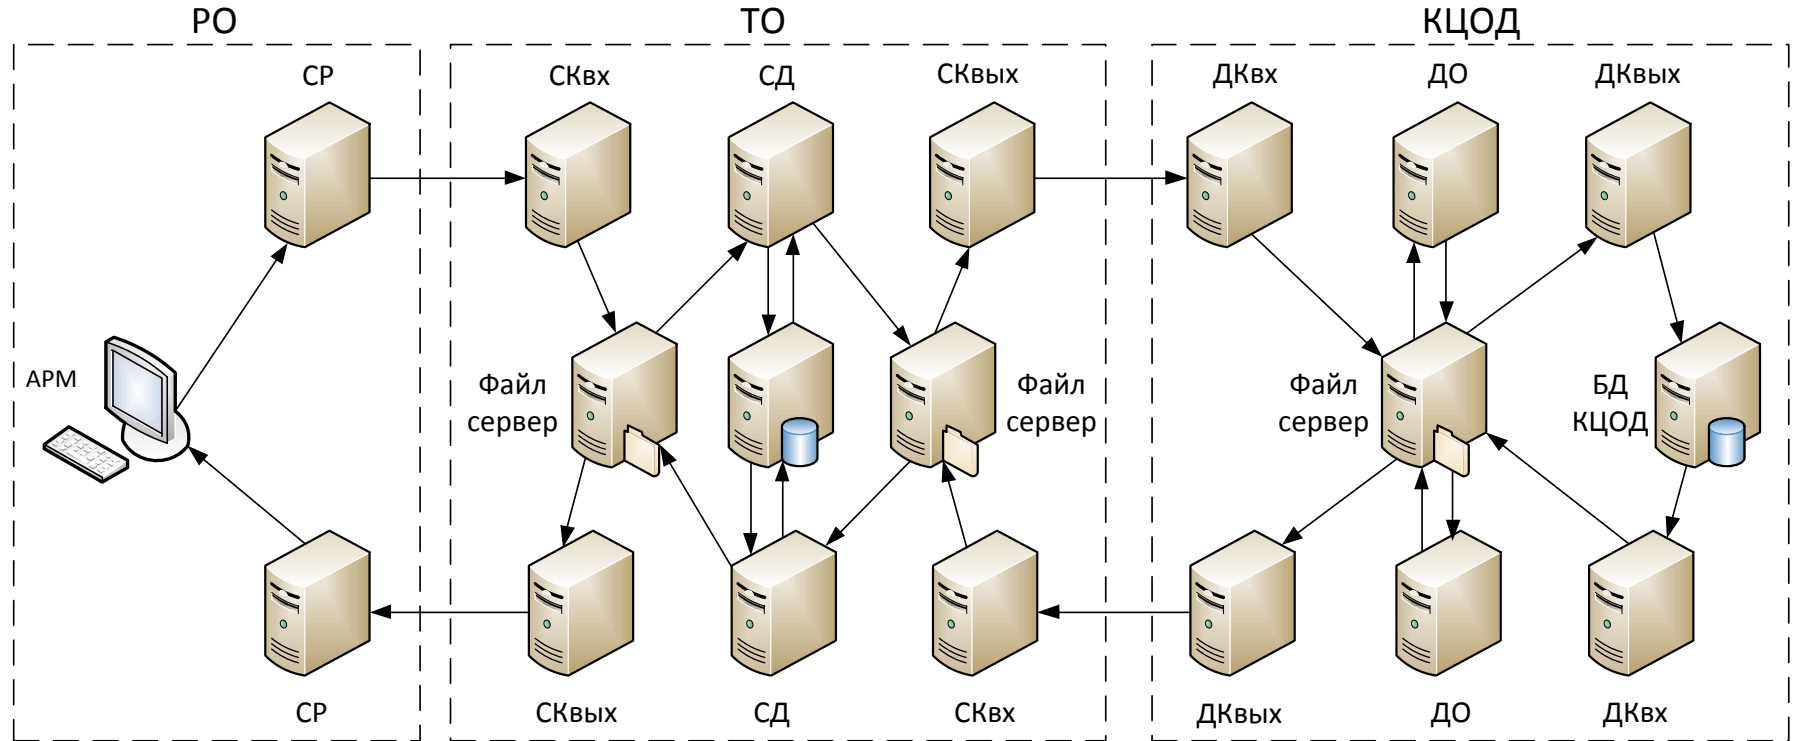 РО
ТО
КЦОД
СР
СКвх
СД
СКвых
ДКвх
ДО
ДКвых
АРМ
Файл
сервер
Файл
сервер
Файл
сервер
БД
КЦОД
СР
СКвых
СД
СКвх
ДКвых
ДО
ДКвх